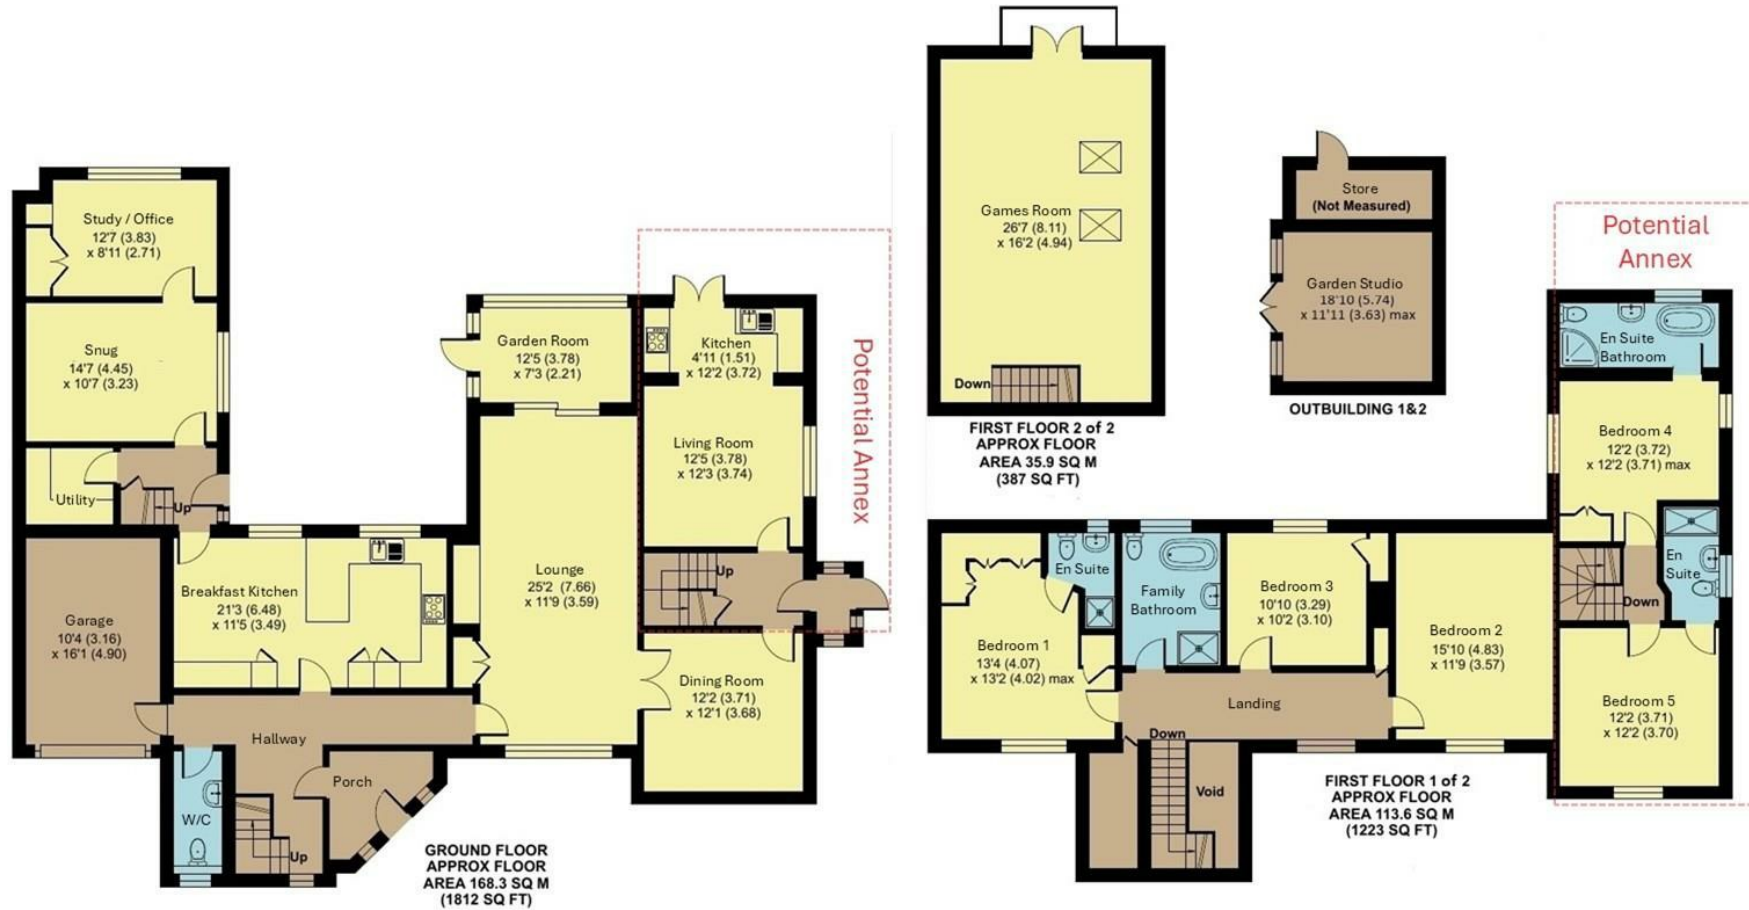 Study / Office
12'7 (3.83)
x 8'11 (2.71)
Snug
14'7 (4.45)
x 10'7 (3.23)
Utility
Up
Garage
10'4 (3.16)
x 16'1 (4.90)
Breakfast Kitchen
21'3 (6.48)
x 11'5 (3.49)
Hallway
Porch
W/C
Up
Garden Room
12'5 (3.78)
x 7'3 (2.21)
Lounge
25'2 (7.66)
x 11'9 (3.59)
Kitchen
4'11 (1.51)
x 12'2 (3.72)
Living Room
12'5 (3.78)
x 12'3 (3.74)
Up
Dining Room
12'2 (3.71)
x 12'1 (3.68)
Potential Annex
GROUND FLOOR
APPROX FLOOR
AREA 168.3 SQ M
(1812 SQ FT)
Games Room
26'7 (8.11)
x 16'2 (4.94)
Down
FIRST FLOOR 2 of 2
APPROX FLOOR
AREA 35.9 SQ M
(387 SQ FT)
Store
(Not Measured)
Garden Studio
18'10 (5.74)
x 11'11 (3.63) max
OUTBUILDING 1&2
Potential
Annex
En Suite
Bathroom
Bedroom 4
12'2 (3.72)
x 12'2 (3.71) max
En
Suite
Down
Bedroom 5
12'2 (3.71)
x 12'2 (3.70)
En Suite
Family
Bathroom
Bedroom 3
10'10 (3.29)
x 10'2 (3.10)
Bedroom 1
13'4 (4.07)
x 13'2 (4.02) max
Bedroom 2
15'10 (4.83)
x 11'9 (3.57)
Landing
Down
Void
FIRST FLOOR 1 of 2
APPROX FLOOR
AREA 113.6 SQ M
(1223 SQ FT)